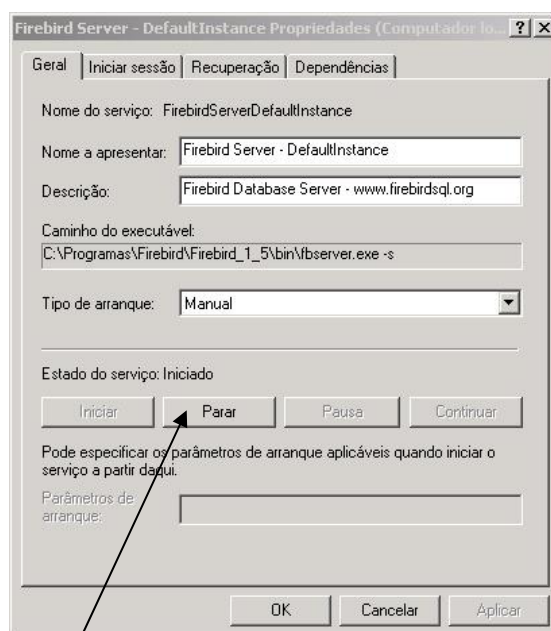 Firebird Server - DefaultInstance Propriedades (Computador lo...
Geral Iniciar sessão Recuperação Dependências
Nome do serviço: FirebirdServerDefaultInstance
Nome a apresentar: Firebird Server - DefaultInstance
Descrição: Firebird Database Server - www.firebirdsql.org
Caminho do executável:
C:\Programas\Firebird\Firebird_1_5\bin\fbserver.exe -s
Tipo de arranque: Manual
Estado do serviço: Iniciado
Iniciar Parar Pausa Continuar
Pode especificar os parâmetros de arranque aplicáveis quando iniciar o
serviço a partir daqui.
Parâmetros de
arranque:
OK Cancelar Aplicar